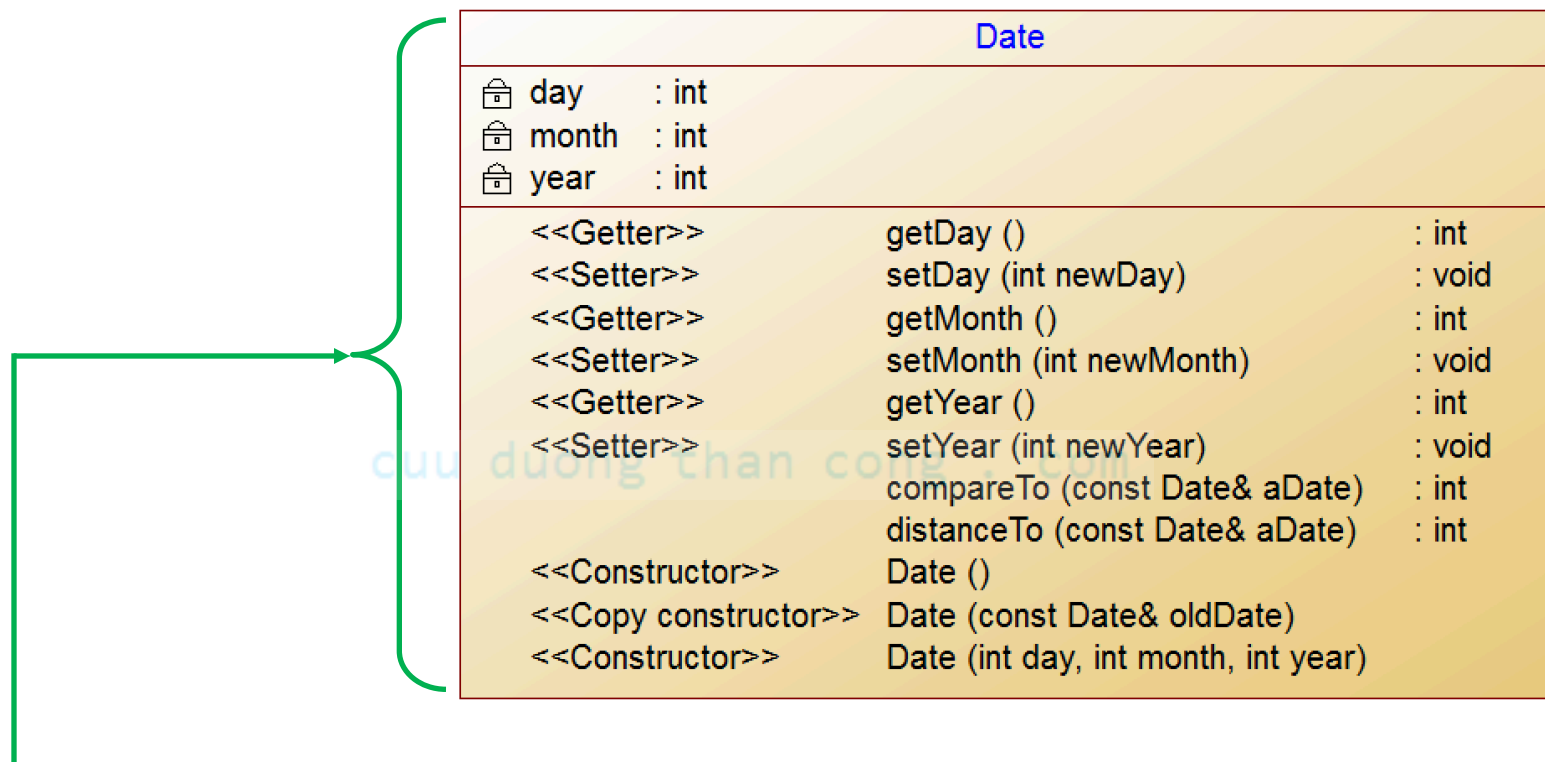 Date
day : int
month : int
year : int
<<Getter>> getDay () : int
<<Setter>> setDay (int newDay) : void
<<Getter>> getMonth () : int
<<Setter>> setMonth (int newMonth) : void
<<Getter>> getYear () : int
<<Setter>> setYear (int newYear) : void
cuu duong than cong . com
compareTo (const Date& aDate) : int
distanceTo (const Date& aDate) : int
<<Constructor>> Date ()
<<Copy constructor>> Date (const Date& oldDate)
<<Constructor>> Date (int day, int month, int year)